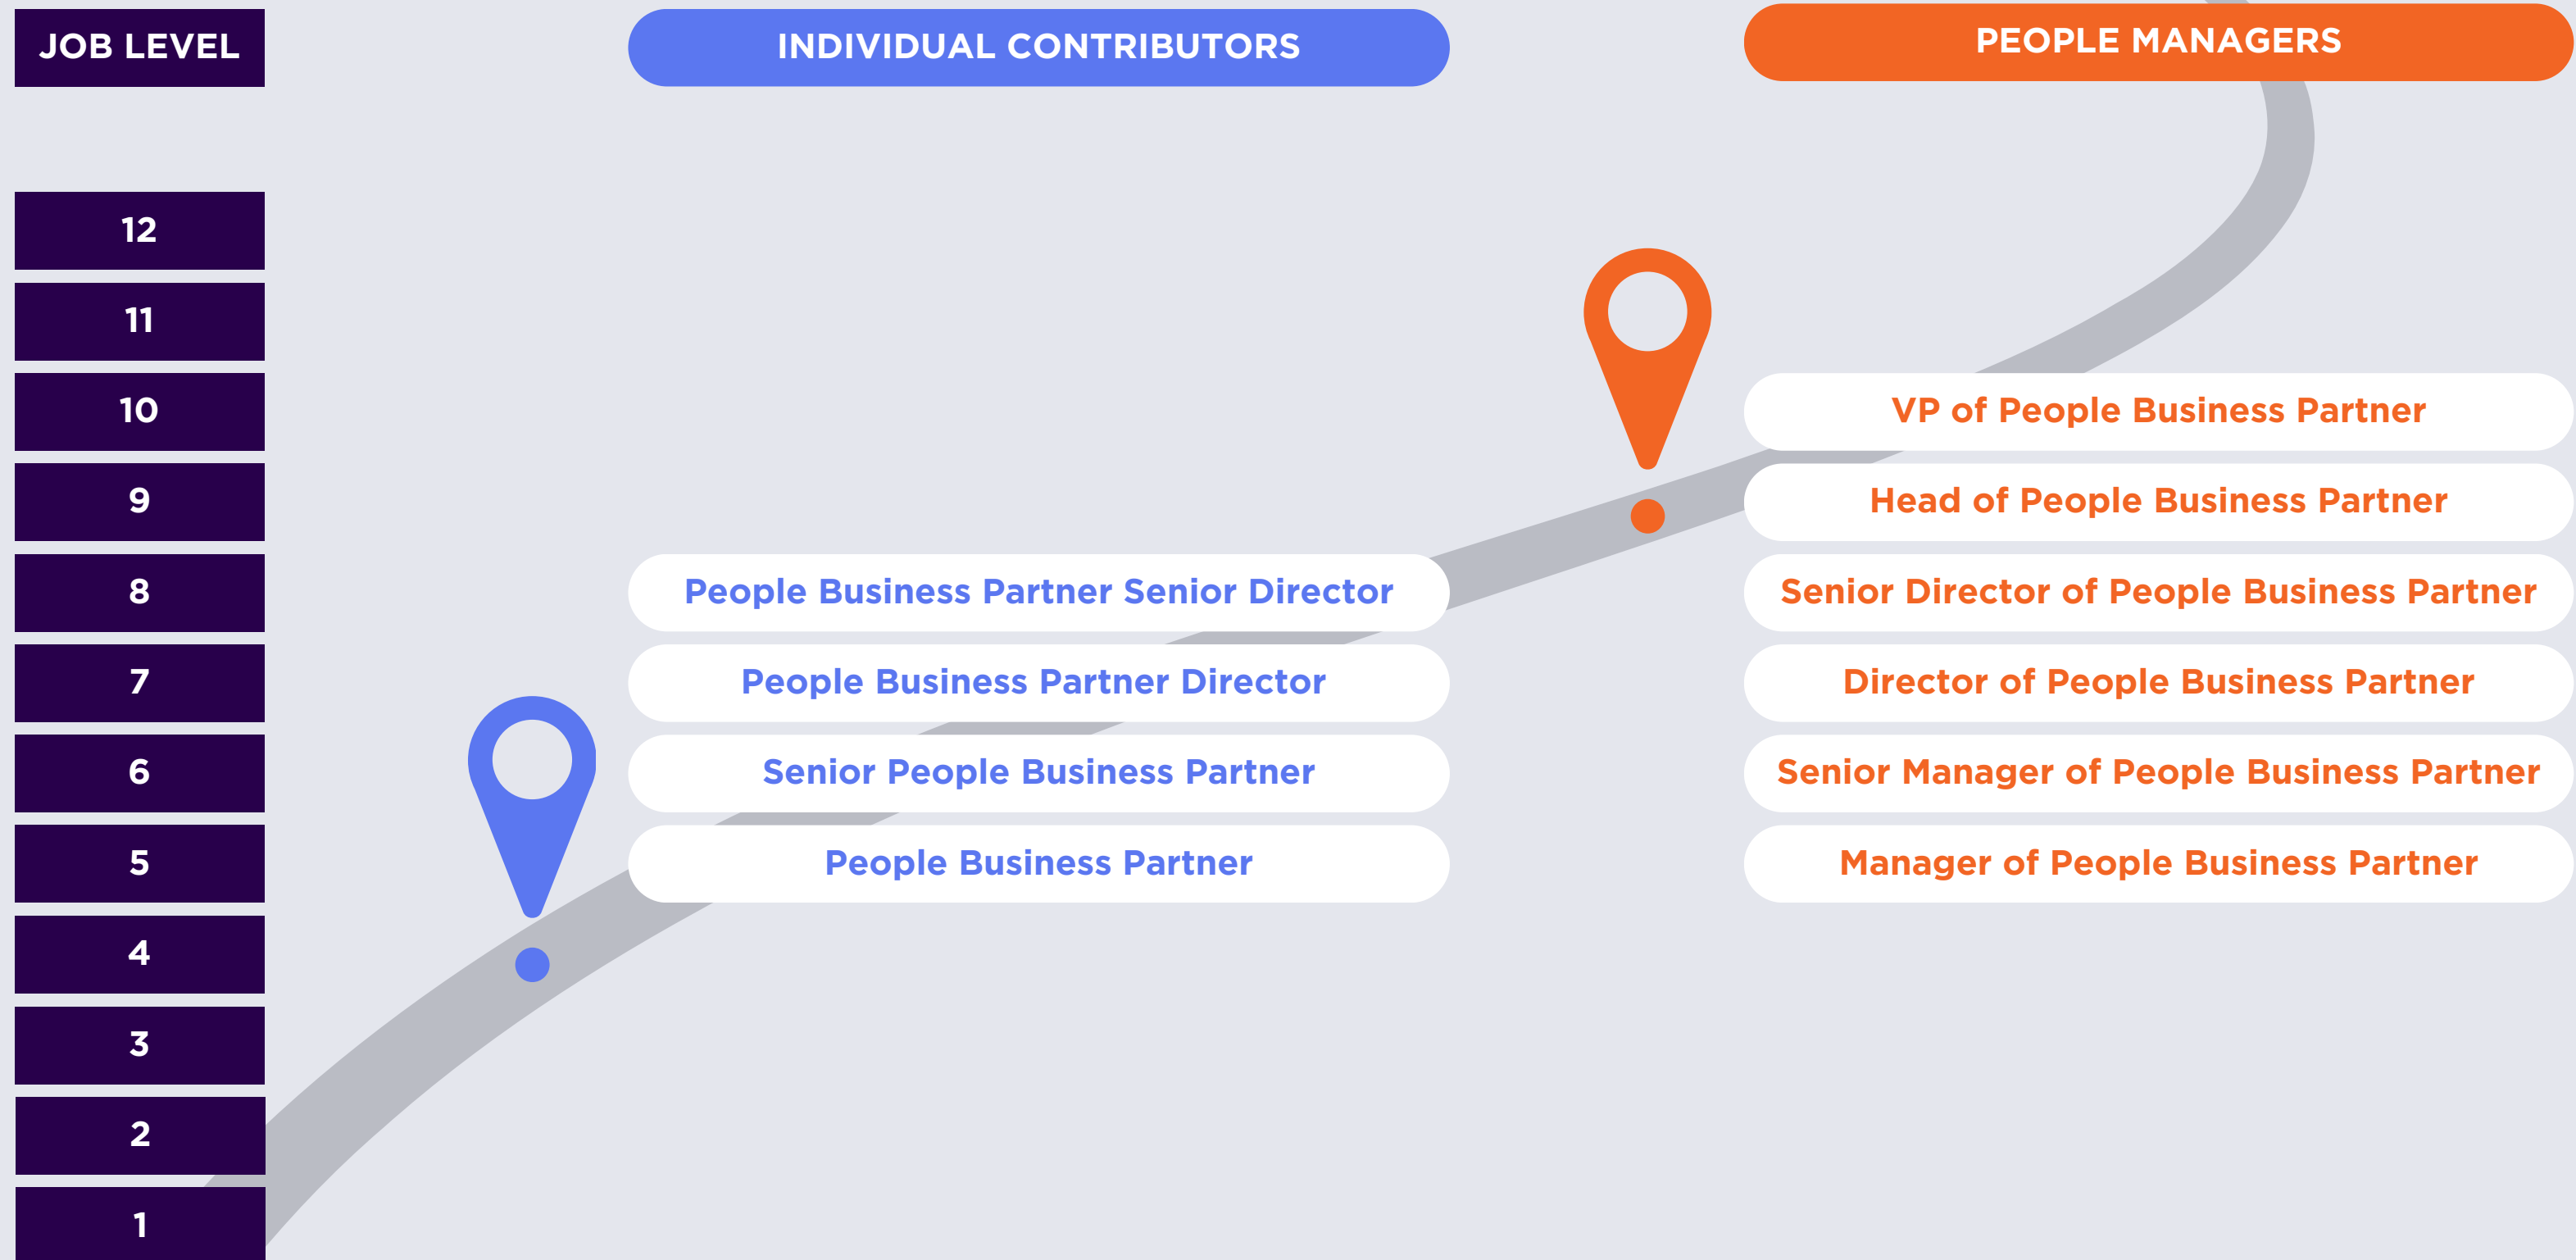 JOB LEVEL
INDIVIDUAL CONTRIBUTORS
PEOPLE MANAGERS
12
11
10
VP of People Business Partner
9
Head of People Business Partner
8
People Business Partner Senior Director
Senior Director of People Business Partner
7
People Business Partner Director
Director of People Business Partner
6
Senior People Business Partner
Senior Manager of People Business Partner
5
People Business Partner
Manager of People Business Partner
4
3
2
1